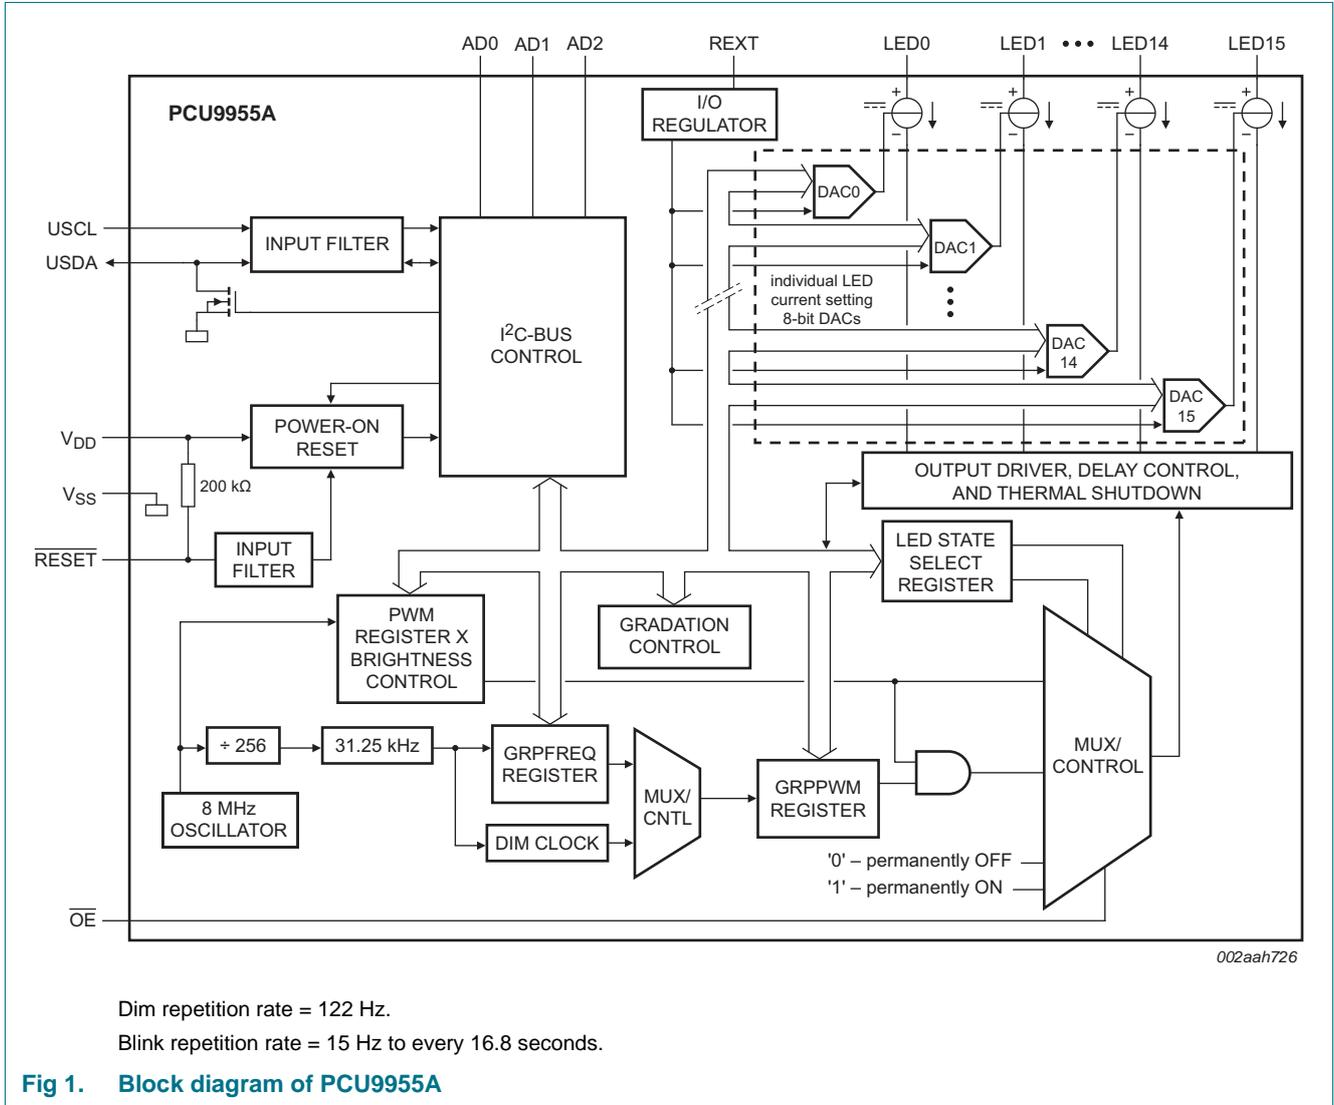 AD0 AD1 AD2 REXT LED0 LED1 ••• LED14 LED15
PCU9955A
I/O
REGULATOR
+ + + +
− − − −
DAC0
USCL
INPUT FILTER
USDA
DAC1
individual LED
current setting
8-bit DACs
I²C-BUS
CONTROL
DAC
14
DAC
15
VDD
POWER-ON
RESET
200 kΩ
VSS
OUTPUT DRIVER, DELAY CONTROL,
AND THERMAL SHUTDOWN
RESET
INPUT
FILTER
LED STATE
SELECT
REGISTER
PWM
REGISTER X
BRIGHTNESS
CONTROL
GRADATION
CONTROL
÷ 256
31.25 kHz
GRPFREQ
REGISTER
MUX/
CONTROL
8 MHz
OSCILLATOR
MUX/
CNTL
GRPPWM
REGISTER
DIM CLOCK
'0' – permanently OFF
'1' – permanently ON
OE
002aah726
Dim repetition rate = 122 Hz.
Blink repetition rate = 15 Hz to every 16.8 seconds.
Fig 1. Block diagram of PCU9955A